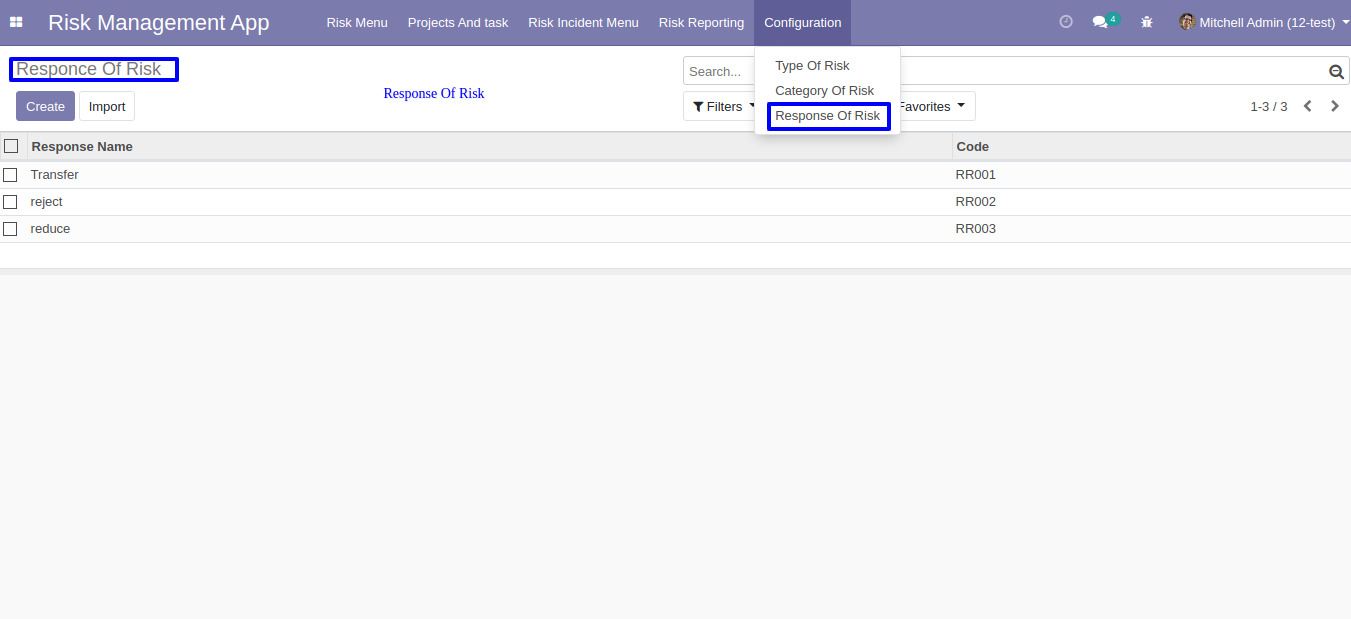 Risk Management App Risk Menu Projects And task Risk Incident Menu Risk Reporting Configuration 4 Mitchell Admin (12-test)
Responce Of Risk
Search...
Type Of Risk
Category Of Risk
Response Of Risk
Response Of Risk
Create Import
Filters Favorites 1-3 / 3
Response Name Code
Transfer RR001
reject RR002
reduce RR003